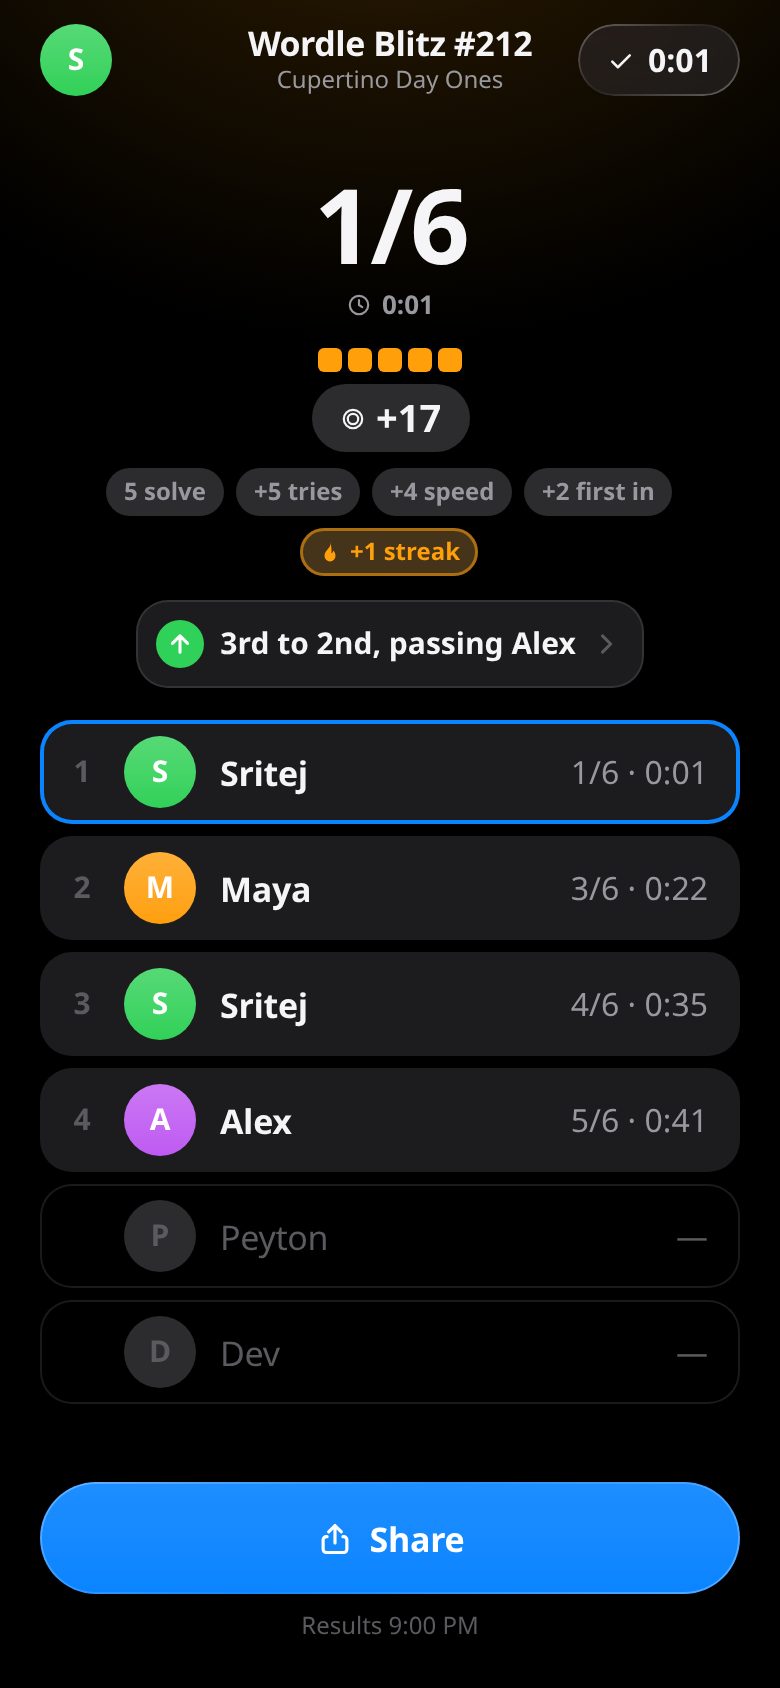 S
Wordle Blitz #212
Cupertino Day Ones
0:01
1/6
0:01
+17
5 solve
+5 tries
+4 speed
+2 first in
+1 streak
3rd to 2nd, passing Alex
1 S Sritej 1/6 · 0:01
2 M Maya 3/6 · 0:22
3 S Sritej 4/6 · 0:35
4 A Alex 5/6 · 0:41
P Peyton —
D Dev —
Share
Results 9:00 PM